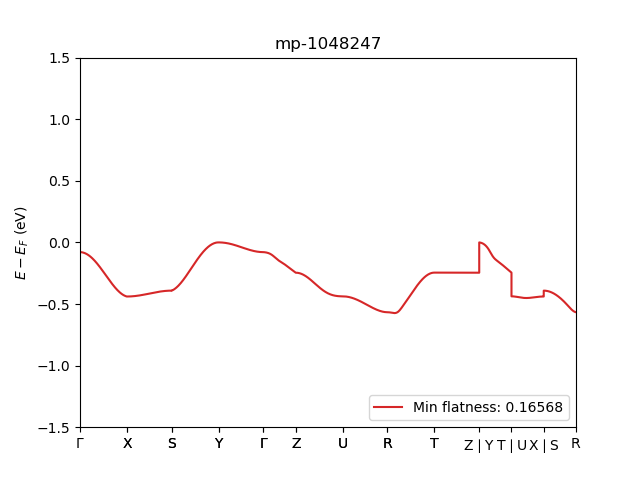 mp-1048247
E − E_F (eV)
1.5
1.0
0.5
0.0
−0.5
−1.0
−1.5
Min flatness: 0.16568
Γ X S Y Γ Z U R T Z | Y T | U X | S R